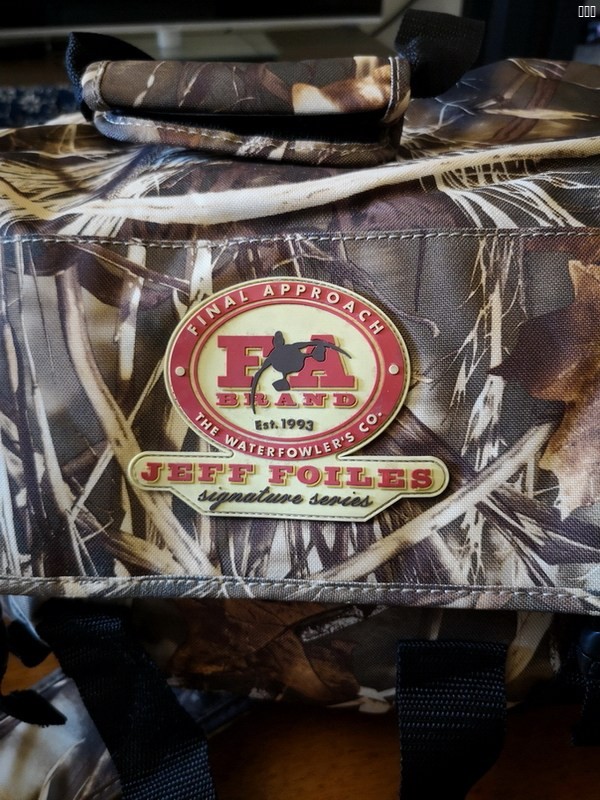 FINAL APPROACH
FA
BRAND
Est. 1993
THE WATERFOWLER'S CO.
JEFF FOILES
signature series